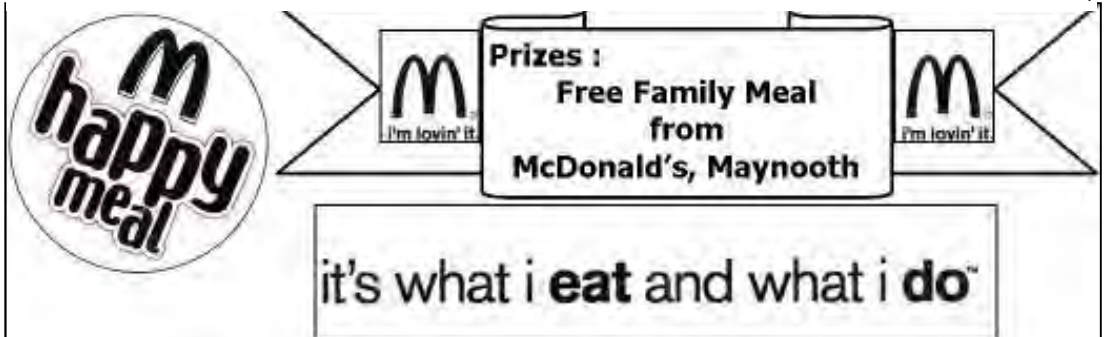 happy
meal
i'm lovin' it.
Prizes :
Free Family Meal
from
McDonald's, Maynooth
i'm lovin' it
it's what i eat and what i do™